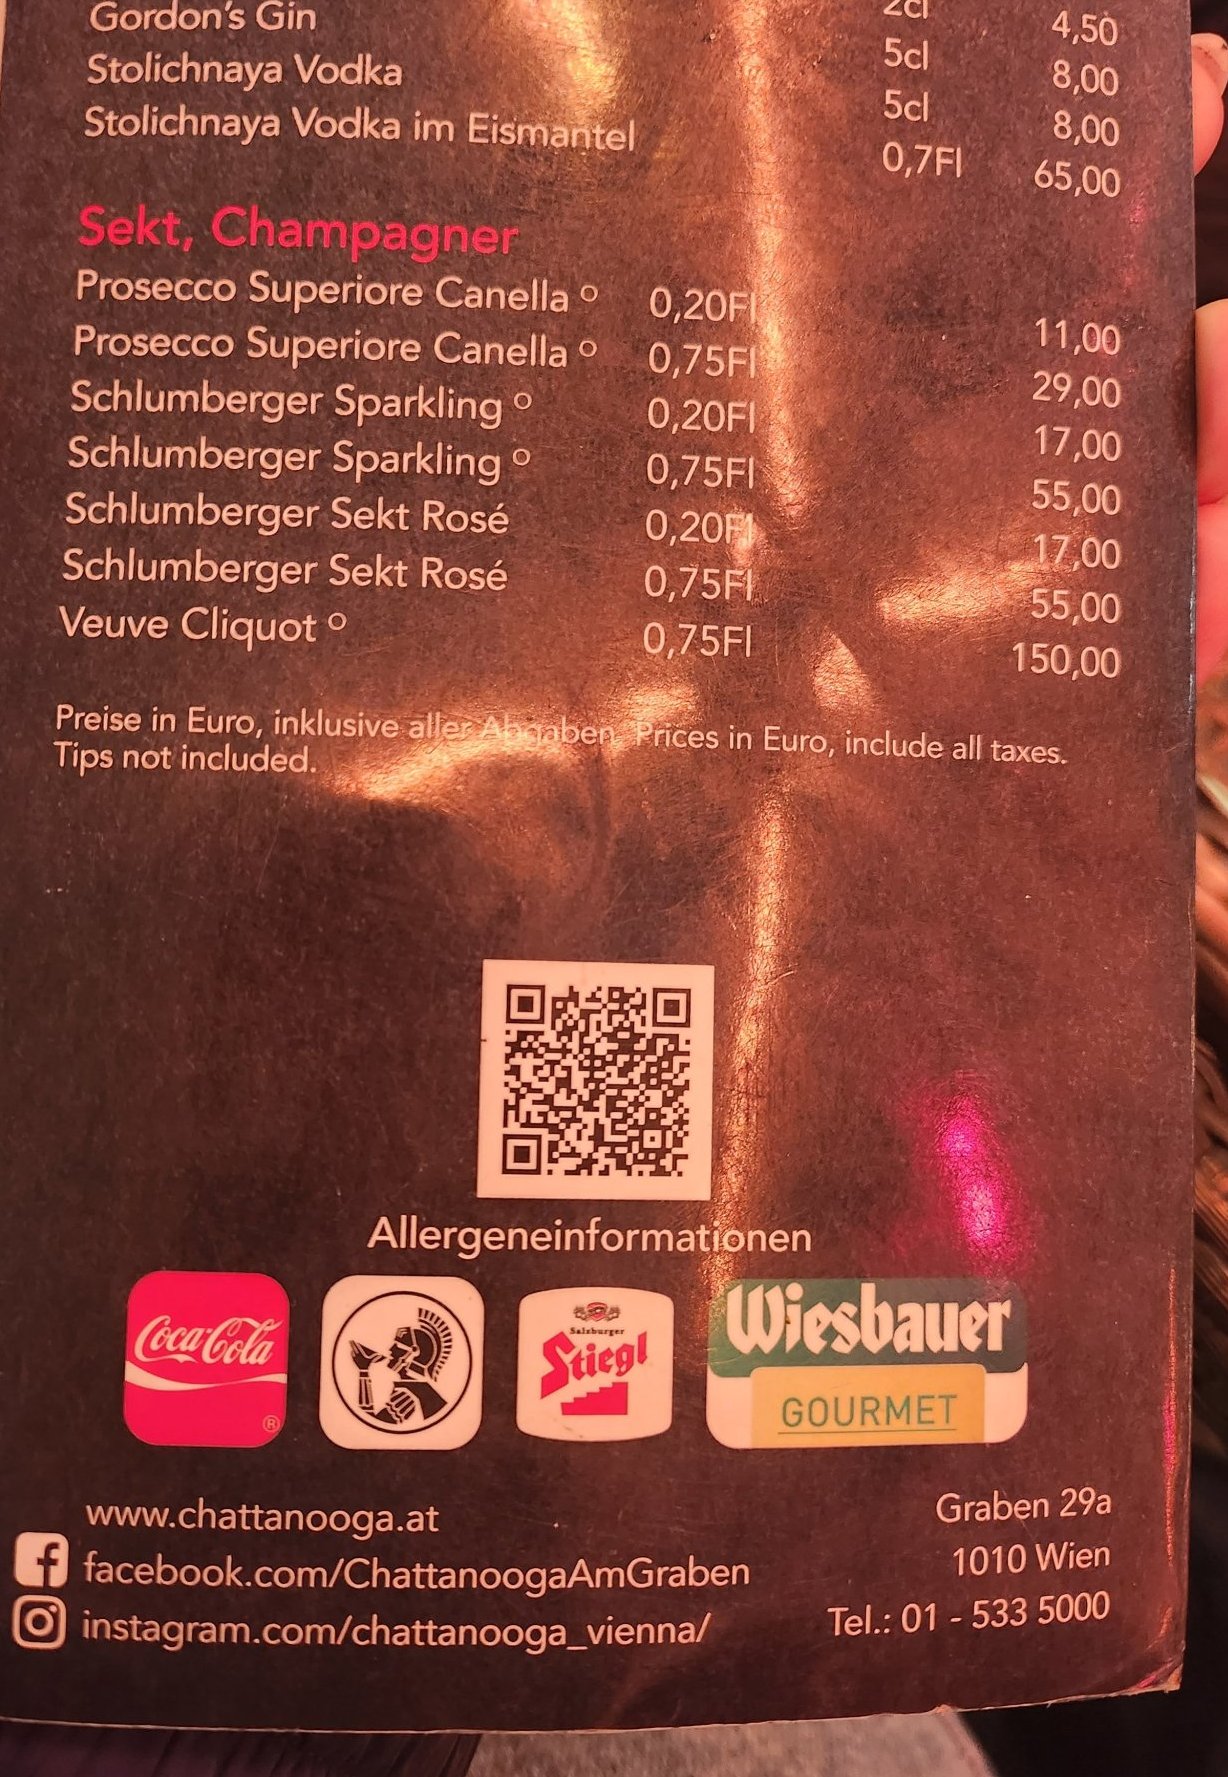 2cl 4,50
Gordon's Gin 5cl 8,00
Stolichnaya Vodka 5cl 8,00
Stolichnaya Vodka im Eismantel 0,7Fl 65,00
Sekt, Champagner
Prosecco Superiore Canella ° 0,20Fl 11,00
Prosecco Superiore Canella ° 0,75Fl 29,00
Schlumberger Sparkling ° 0,20Fl 17,00
Schlumberger Sparkling ° 0,75Fl 55,00
Schlumberger Sekt Rosé 0,20Fl 17,00
Schlumberger Sekt Rosé 0,75Fl 55,00
Veuve Cliquot ° 0,75Fl 150,00
Preise in Euro, inklusive aller Abgaben. Prices in Euro, include all taxes.
Tips not included.
Allergeneinformationen
Coca-Cola ®
Salzburger
Stiegl
Wiesbauer
GOURMET
www.chattanooga.at
facebook.com/ChattanoogaAmGraben
instagram.com/chattanooga_vienna/
Graben 29a
1010 Wien
Tel.: 01 - 533 5000